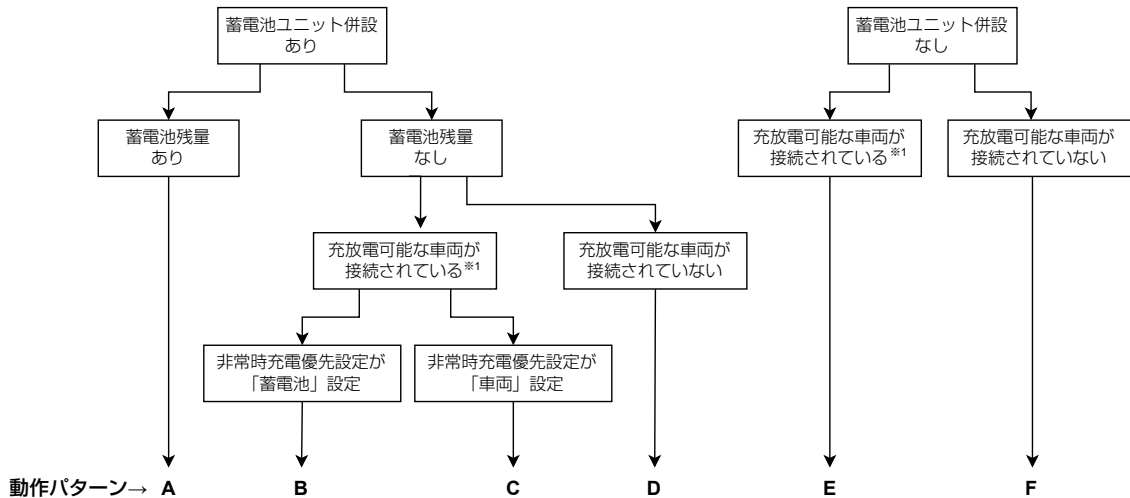 蓄電池ユニット併設
あり
蓄電池ユニット併設
なし
蓄電池残量
あり
蓄電池残量
なし
充放電可能な車両が
接続されている※1
充放電可能な車両が
接続されていない
充放電可能な車両が
接続されている※1
充放電可能な車両が
接続されていない
非常時充電優先設定が
「蓄電池」設定
非常時充電優先設定が
「車両」設定
動作パターン→ A B C D E F